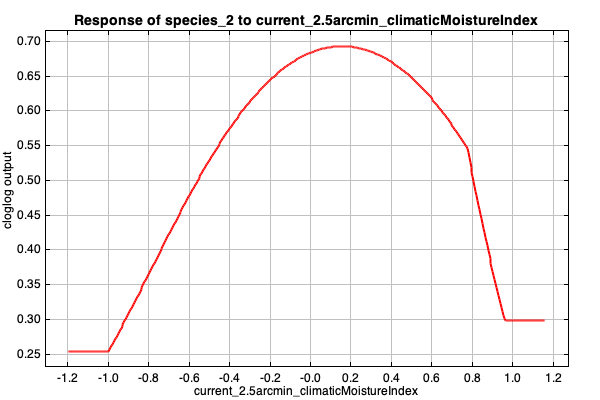 Response of species_2 to current_2.5arcmin_climaticMoistureIndex
0.70
0.65
0.60
0.55
0.50
0.45
0.40
0.35
0.30
0.25
cloglog output
-1.2 -1.0 -0.8 -0.6 -0.4 -0.2 -0.0 0.2 0.4 0.6 0.8 1.0 1.2
current_2.5arcmin_climaticMoistureIndex